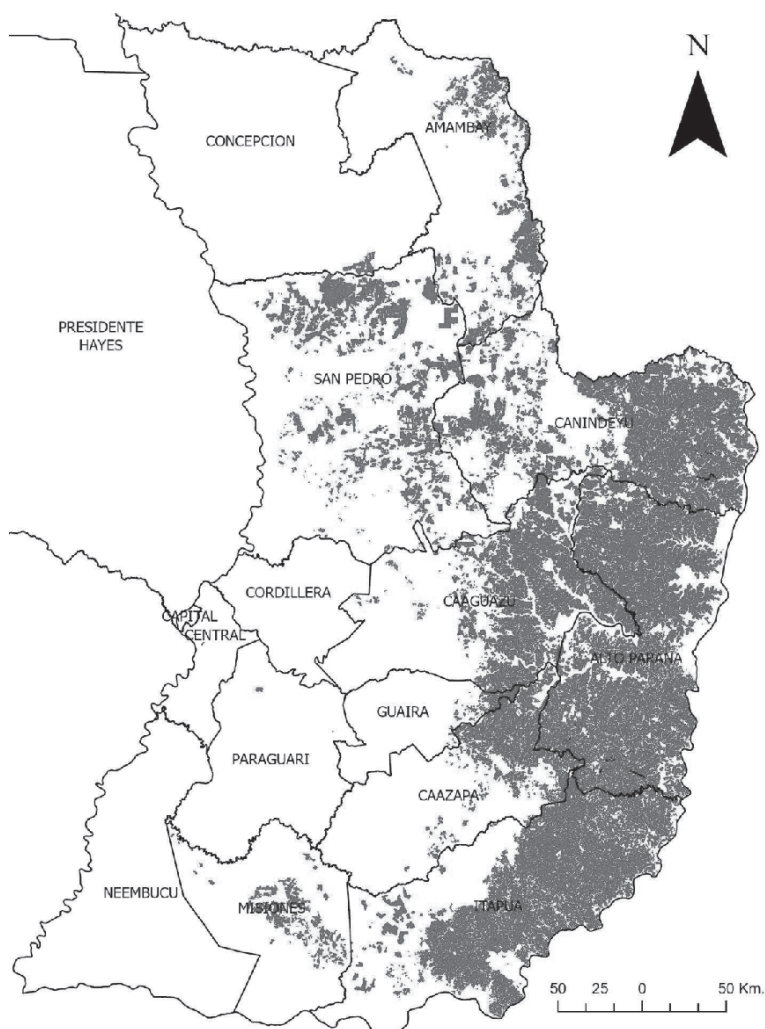 N
CONCEPCION
AMAMBAY
PRESIDENTE
HAYES
SAN PEDRO
CANINDEYU
CORDILLERA
CAAGUAZU
CAPITAL
CENTRAL
ALTO PARANA
GUAIRA
PARAGUARI
CAAZAPA
NEEMBUCU
MISIONES
ITAPUA
50 25 0 50 Km.